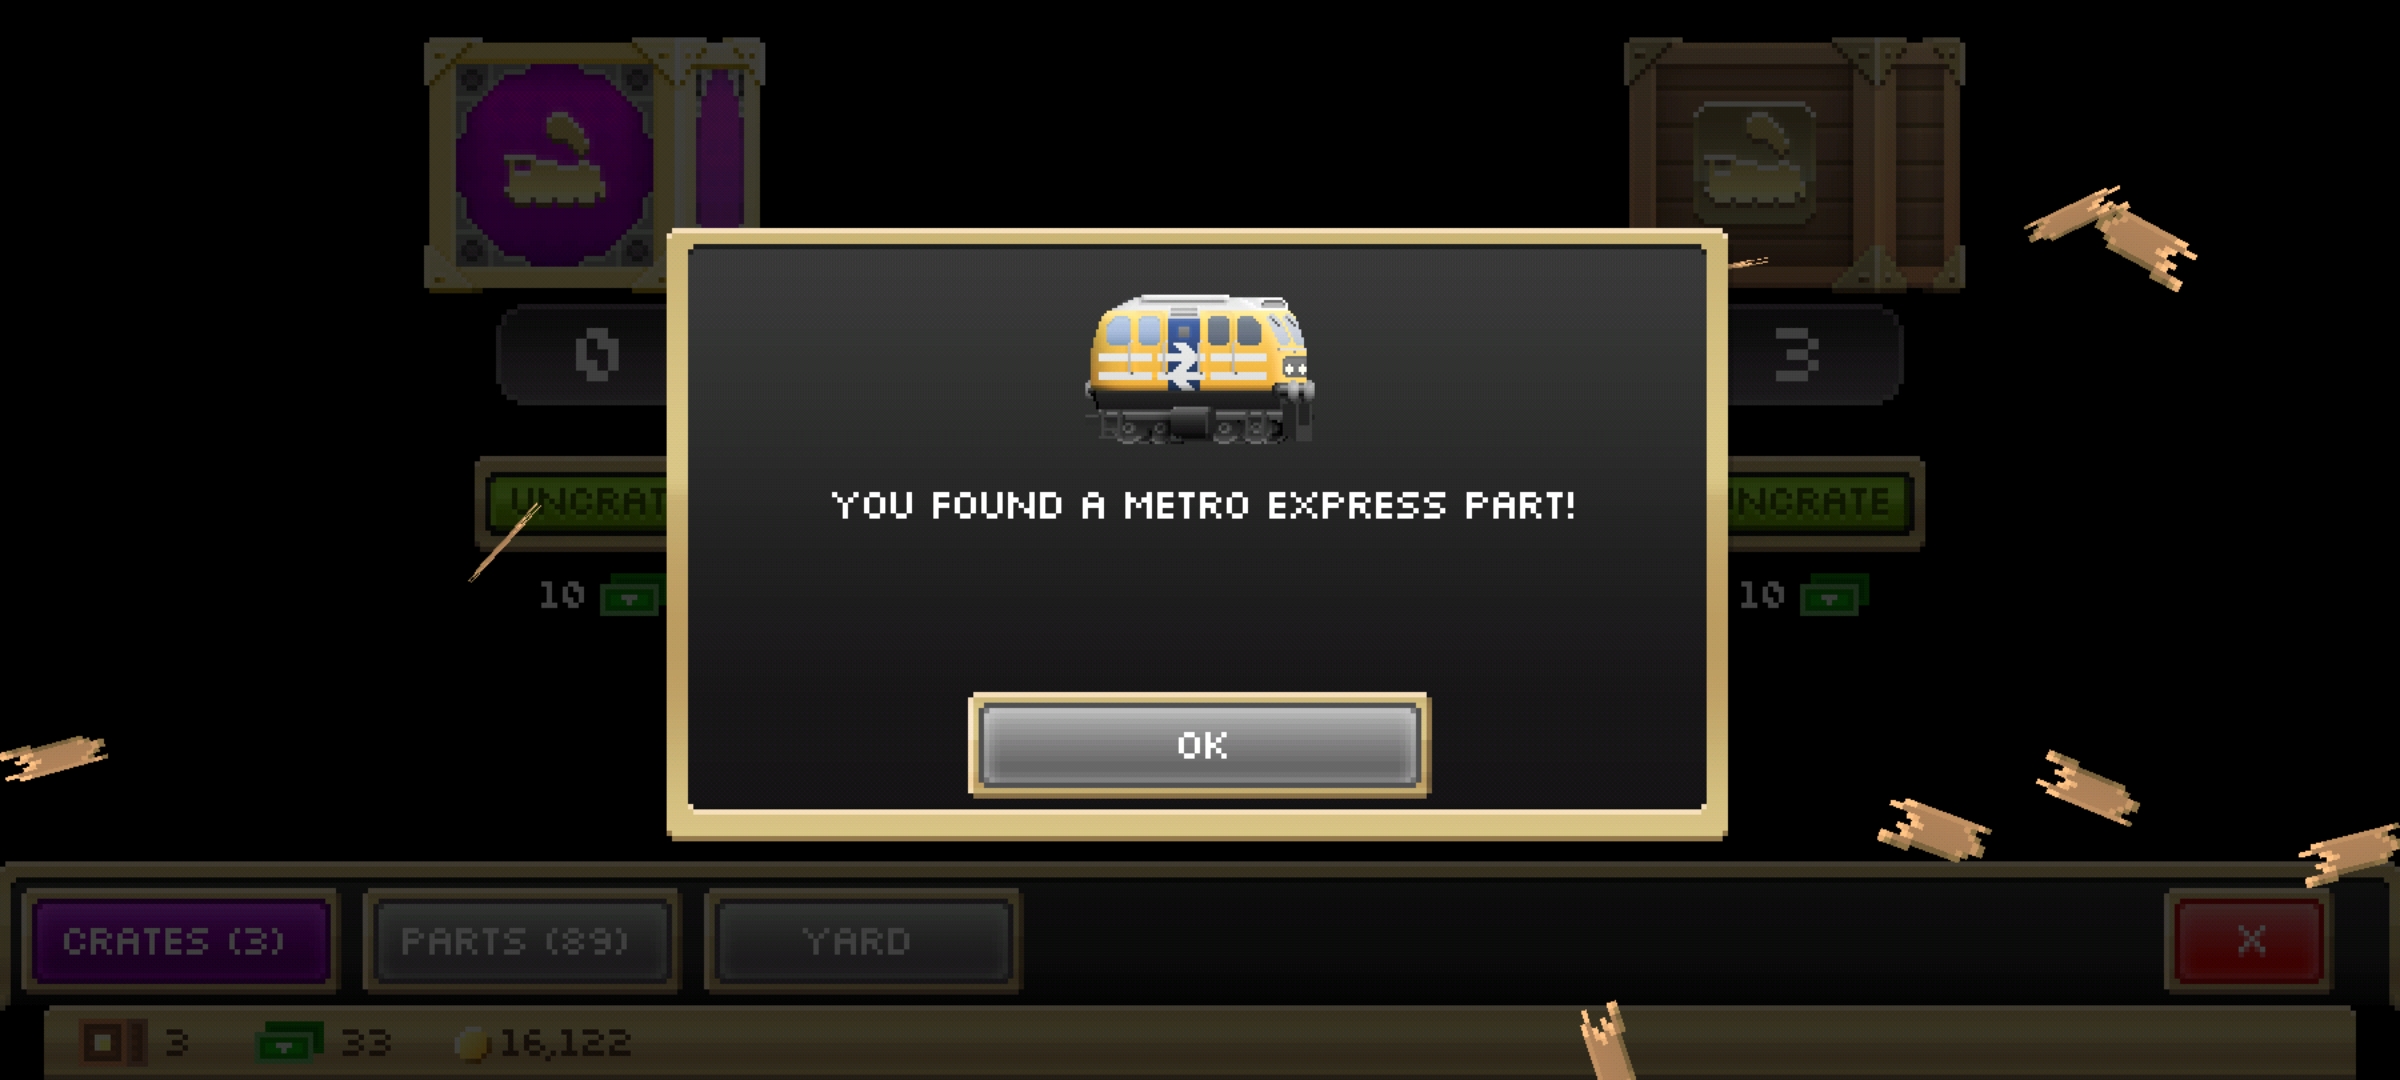 0
3
UNCRAT
NCRATE
10
10
YOU FOUND A METRO EXPRESS PART!
OK
CRATES (3)
PARTS (89)
YARD
X
3
33
16,122